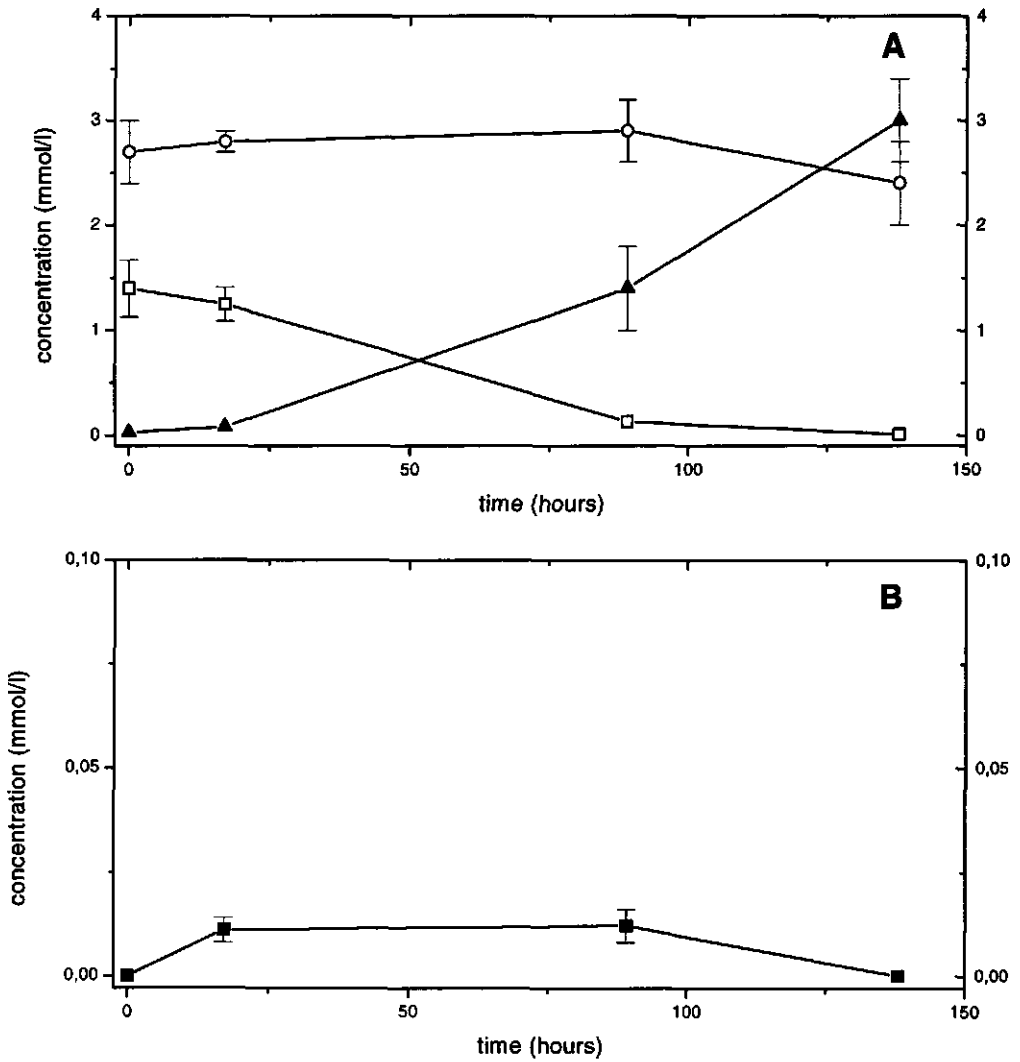 A
4 4
3 3
2 2
1 1
0 0
0 50 100 150
concentration (mmol/l)
time (hours)
B
0,10 0,10
0,05 0,05
0,00 0,00
0 50 100 150
concentration (mmol/l)
time (hours)